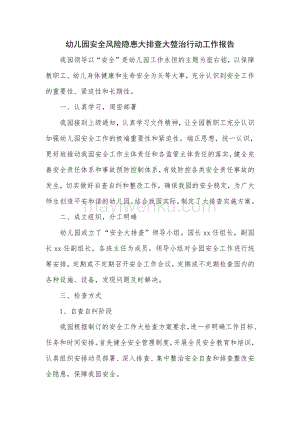 幼儿园安全风险隐患大排查大整治行动工作报告
我园领导以“安全”是幼儿园工作永恒的主题为座右铭，以保障
教职工、幼儿身体健康和生命安全为头等大事，充分认识到安全工作
的重要性、紧迫性和长期性。
一、认真学习，周密部署
我园接到上级通知，认真学习文件精神，让全园教职工充分认识
加强幼儿园安全工作的极端重要性和紧迫性，端正思想，统一认识，
更好地推动我园安全工作主体责任和各监管主体责任的落实，健全完
善安全责任体系和事故预防控制体系，有效防控各类安全责任事故的
发生，切实做好自查自纠和整改工作，确保我园的安全稳定，为广大
师生创造平安和谐的幼儿园，结合我园实际，制定了大排查实施方案。
二、成立组织，分工明确
幼儿园成立了“安全大排查”领导小组，园长xx任组长，副园
长xx任副组长，各班主任为成员。领导小组对全园安全工作进行统
筹安排，定期或不定期召开安全工作会议，定期或不定期检查园内的
各种设施、设备，发现问题及时解决。
三、检查方式
1、自查自纠阶段
我园根据制订的安全工作大检查方案要求，进一步明确工作目标、
任务和时间安排。首先健全安全管理制度，开展全员安全教育和培训，
认真组织安排动员部署、深入排查、集中整治安全自查和排查整改安
全隐患，保障我园安全。